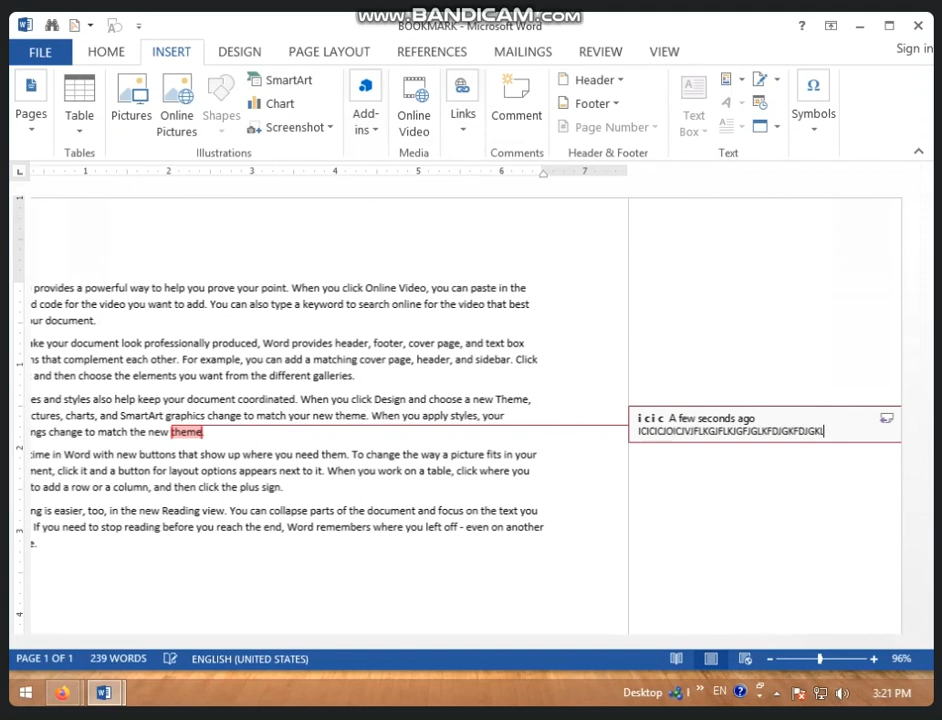 www.BANDICAM.com
BOOKMARK - Microsoft Word
?
Sign in
FILE HOME INSERT DESIGN PAGE LAYOUT REFERENCES MAILINGS REVIEW VIEW
Pages
Table
Pictures
Online Pictures
Shapes
SmartArt
Chart
Screenshot
Add-ins
Online Video
Links
Comment
Header
Footer
Page Number
Text Box
Symbols
Tables
Illustrations
Media
Comments
Header & Footer
Text
1 2 3 4 5 6 7
provides a powerful way to help you prove your point. When you click Online Video, you can paste in the
d code for the video you want to add. You can also type a keyword to search online for the video that best
ur document.
ke your document look professionally produced, Word provides header, footer, cover page, and text box
ns that complement each other. For example, you can add a matching cover page, header, and sidebar. Click
and then choose the elements you want from the different galleries.
es and styles also help keep your document coordinated. When you click Design and choose a new Theme,
ictures, charts, and SmartArt graphics change to match your new theme. When you apply styles, your
ngs change to match the new theme.
time in Word with new buttons that show up where you need them. To change the way a picture fits in your
ment, click it and a button for layout options appears next to it. When you work on a table, click where you
to add a row or a column, and then click the plus sign.
ng is easier, too, in the new Reading view. You can collapse parts of the document and focus on the text you
If you need to stop reading before you reach the end, Word remembers where you left off - even on another
e.
icic A few seconds ago
ICICICJOICJVJFLKGJFLKJGFJGLKFDJGKFDJGKL
PAGE 1 OF 1 239 WORDS ENGLISH (UNITED STATES) 96%
Desktop EN 3:21 PM